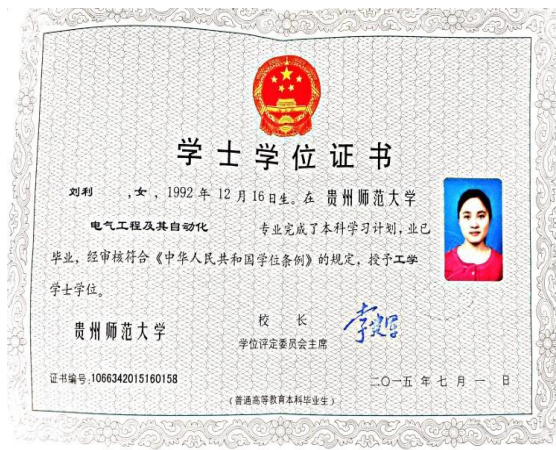 学士学位证书
刘利 ,女，1992年12月16日生。在 贵州师范大学
电气工程及其自动化 专业完成了本科学习计划，业已
毕业，经审核符合《中华人民共和国学位条例》的规定，授予工学
学士学位。
贵州师范大学
校 长
学位评定委员会主席
证书编号:1066342015160158
二〇一五年七月一日
(普通高等教育本科毕业生)